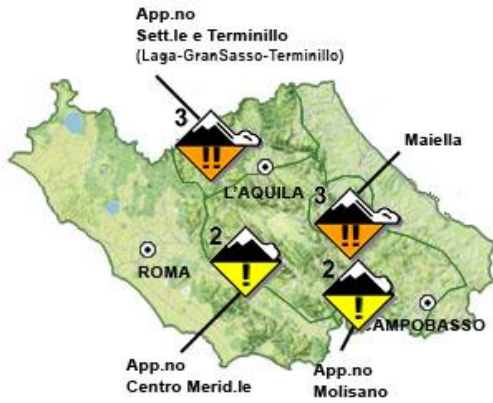 App.no
Sett.le e Terminillo
(Laga-GranSasso-Terminillo)
3
!!
Maiella
L'AQUILA
3
!!
2
!
ROMA
2
!
CAMPOBASSO
App.no
Centro Merid.le
App.no
Molisano